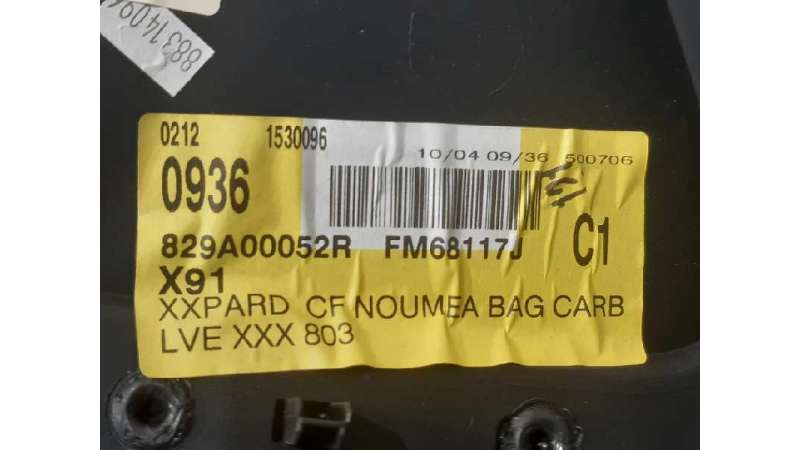 0212 1530096
10/04 09/36 500706
0936
829A00052R FM68117J C1
X91
XXPARD CF NOUMEA BAG CARB
LVE XXX 803